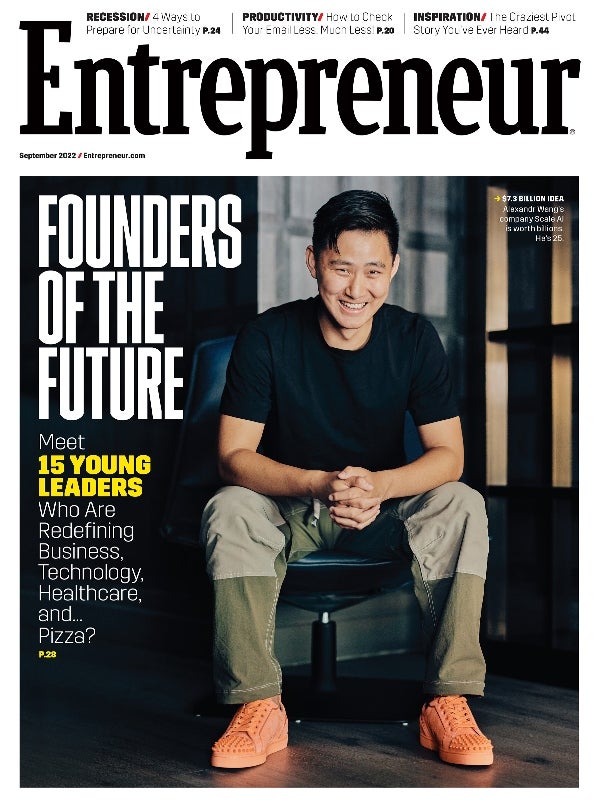 RECESSION/ 4 Ways to
Prepare for Uncertainty P.24
PRODUCTIVITY/ How to Check
Your Email Less. Much Less! P.20
INSPIRATION/ The Craziest Pivot
Story You've Ever Heard P.44
Entrepreneur®
September 2022 / Entrepreneur.com
FOUNDERS
OF THE
FUTURE
Meet
15 YOUNG
LEADERS
Who Are
Redefining
Business,
Technology,
Healthcare,
and...
Pizza?
P.28
→ $7.3 BILLION IDEA
Alexandr Wang's
company Scale AI
is worth billions.
He's 25.